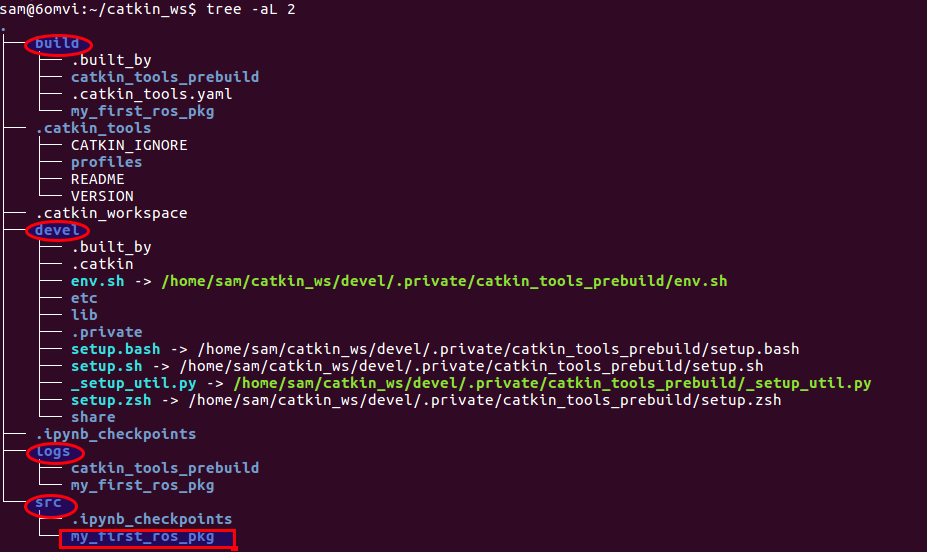 sam@6omvi:~/catkin_ws$ tree -aL 2
.
├── build
│   ├── .built_by
│   ├── catkin_tools_prebuild
│   ├── .catkin_tools.yaml
│   └── my_first_ros_pkg
├── .catkin_tools
│   ├── CATKIN_IGNORE
│   ├── profiles
│   ├── README
│   └── VERSION
├── .catkin_workspace
├── devel
│   ├── .built_by
│   ├── .catkin
│   ├── env.sh -> /home/sam/catkin_ws/devel/.private/catkin_tools_prebuild/env.sh
│   ├── etc
│   ├── lib
│   ├── .private
│   ├── setup.bash -> /home/sam/catkin_ws/devel/.private/catkin_tools_prebuild/setup.bash
│   ├── setup.sh -> /home/sam/catkin_ws/devel/.private/catkin_tools_prebuild/setup.sh
│   ├── _setup_util.py -> /home/sam/catkin_ws/devel/.private/catkin_tools_prebuild/_setup_util.py
│   ├── setup.zsh -> /home/sam/catkin_ws/devel/.private/catkin_tools_prebuild/setup.zsh
│   └── share
├── .ipynb_checkpoints
├── logs
│   ├── catkin_tools_prebuild
│   └── my_first_ros_pkg
└── src
    ├── .ipynb_checkpoints
    └── my_first_ros_pkg